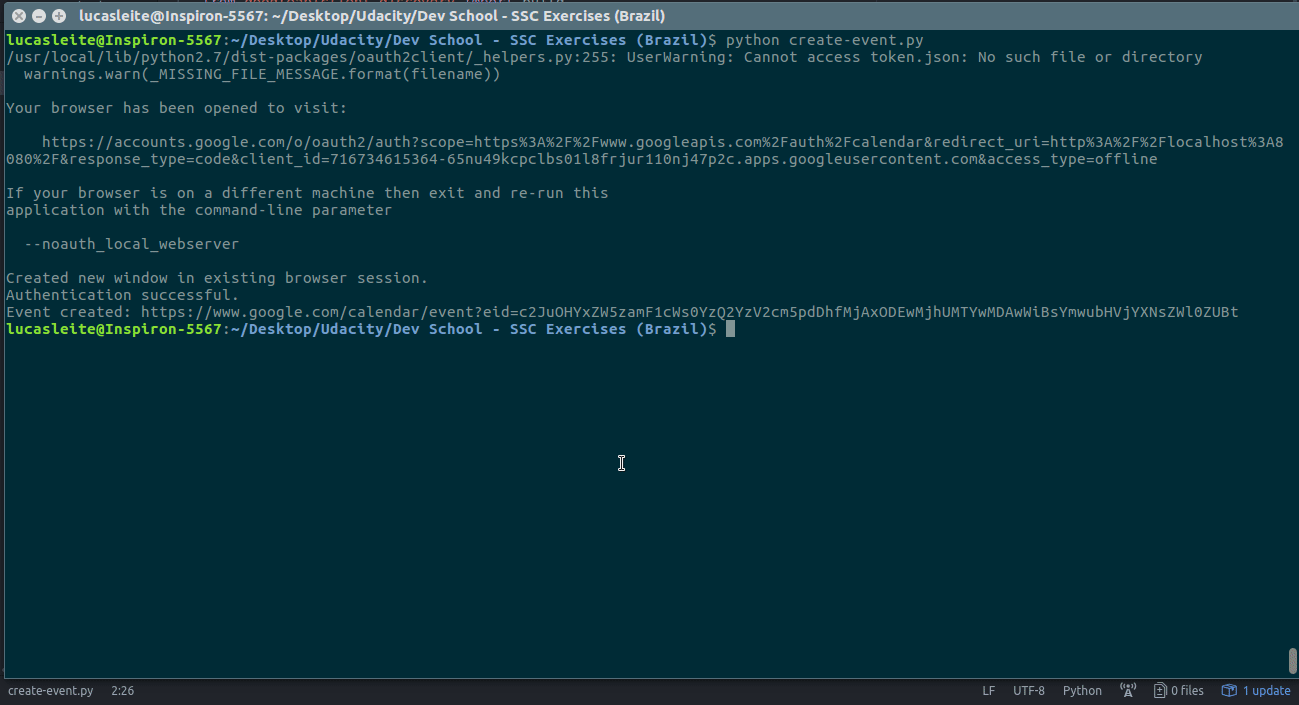 lucasleite@Inspiron-5567: ~/Desktop/Udacity/Dev School - SSC Exercises (Brazil)
lucasleite@Inspiron-5567:~/Desktop/Udacity/Dev School - SSC Exercises (Brazil)$ python create-event.py
/usr/local/lib/python2.7/dist-packages/oauth2client/_helpers.py:255: UserWarning: Cannot access token.json: No such file or directory
  warnings.warn(_MISSING_FILE_MESSAGE.format(filename))
Your browser has been opened to visit:
    https://accounts.google.com/o/oauth2/auth?scope=https%3A%2F%2Fwww.googleapis.com%2Fauth%2Fcalendar&redirect_uri=http%3A%2F%2Flocalhost%3A8
080%2F&response_type=code&client_id=716734615364-65nu49kcpclbs01l8frjur110nj47p2c.apps.googleusercontent.com&access_type=offline
If your browser is on a different machine then exit and re-run this
application with the command-line parameter
  --noauth_local_webserver
Created new window in existing browser session.
Authentication successful.
Event created: https://www.google.com/calendar/event?eid=c2JuOHYxZW5zamF1cWs0YzQ2YzV2cm5pdDhfMjAxODEwMjhUMTYwMDAwWiBsYmwubHVjYXNsZWl0ZUBt
lucasleite@Inspiron-5567:~/Desktop/Udacity/Dev School - SSC Exercises (Brazil)$
create-event.py 2:26 LF UTF-8 Python 0 files 1 update